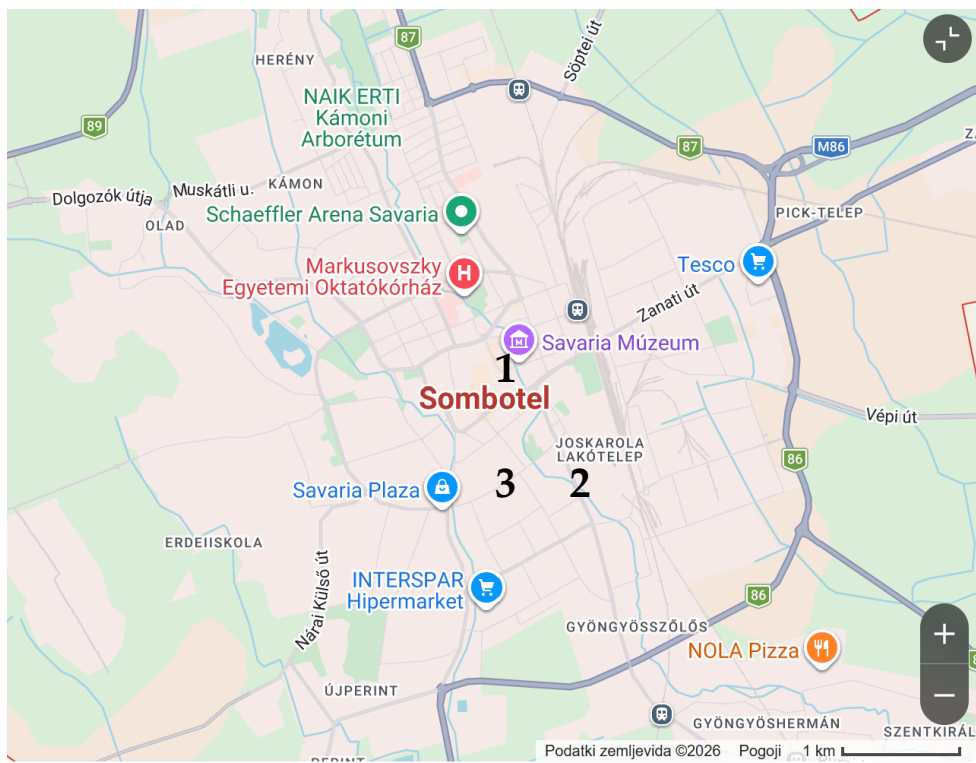 87
Söptei út
HERÉNY
NAIK ERTI
Kámoni
Arborétum
89
87
M86
Dolgozók útja
Muskátli u.
KÁMON
OLAD
Schaeffler Arena Savaria
PICK-TELEP
Markusovszky
Egyetemi Oktatókórház
H
Tesco
Zanati út
Savaria Múzeum
1
Sombotel
Vépi út
JOSKAROLA
LAKÓTELEP
86
Savaria Plaza
3
2
ERDEIISKOLA
Nárai Külső út
INTERSPAR
Hipermarket
86
GYÖNGYÖSSZŐLŐS
NOLA Pizza
ÚJPERINT
GYÖNGYÖSHERMÁN
SZENTKIRÁL
Podatki zemljevida ©2026 Pogoji 1 km